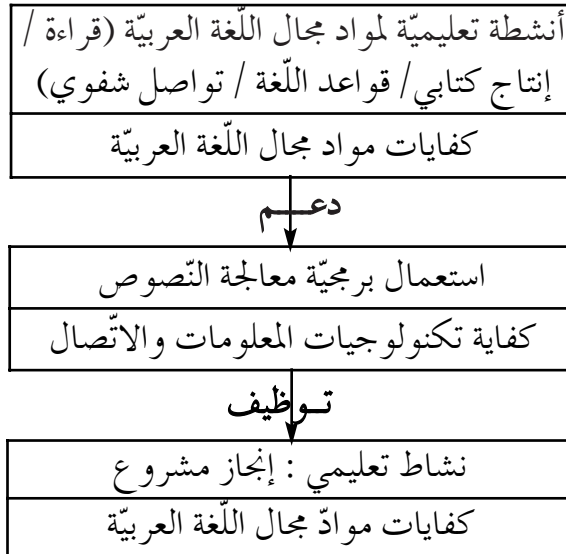 أنشطة تعليميّة لمواد مجال اللّغة العربيّة (قراءة /
إنتاج كتابي/ قواعد اللّغة / تواصل شفوي)
كفايات مواد مجال اللّغة العربيّة
دعـــم
استعمال برمجيّة معالجة النّصوص
كفاية تكنولوجيات المعلومات والاتّصال
تـوظيف
نشاط تعليمي : إنجاز مشروع
كفايات موادّ مجال اللّغة العربيّة